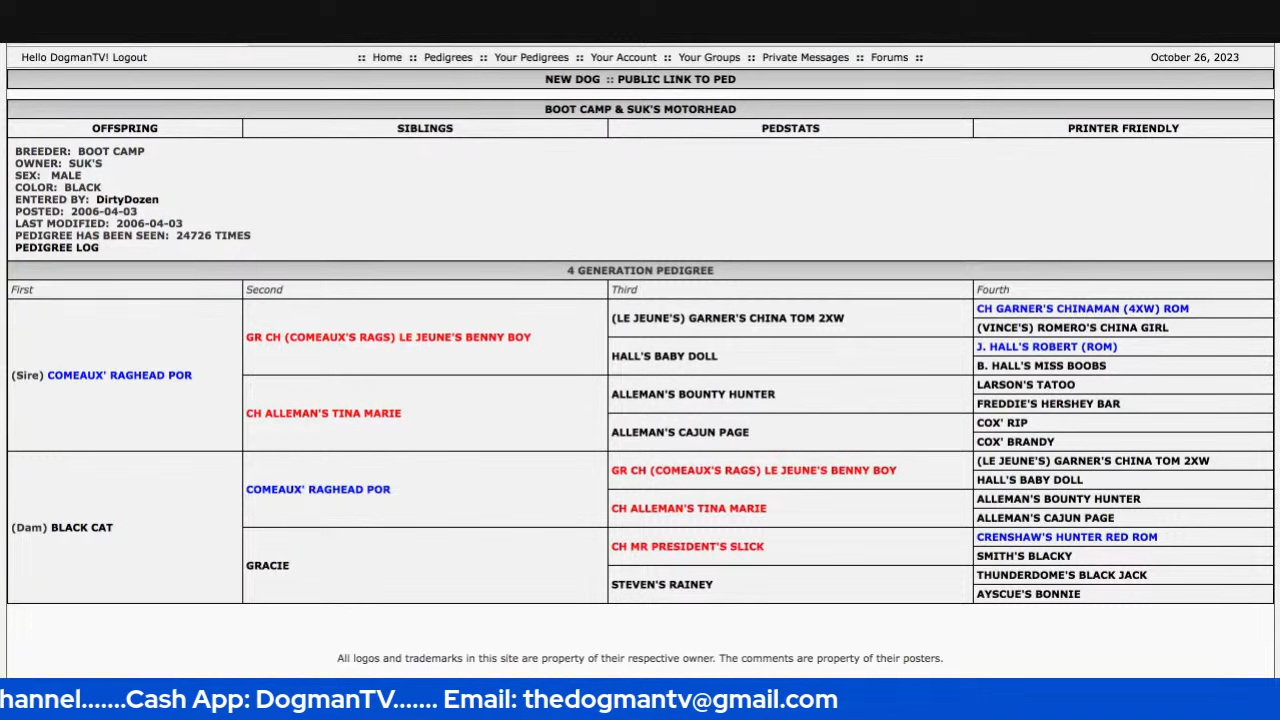 Hello DogmanTV! Logout :: Home :: Pedigrees :: Your Pedigrees :: Your Account :: Your Groups :: Private Messages :: Forums :: October 26, 2023
NEW DOG :: PUBLIC LINK TO PED
BOOT CAMP & SUK'S MOTORHEAD
OFFSPRING SIBLINGS PEDSTATS PRINTER FRIENDLY
BREEDER: BOOT CAMP
OWNER: SUK'S
SEX: MALE
COLOR: BLACK
ENTERED BY: DirtyDozen
POSTED: 2006-04-03
LAST MODIFIED: 2006-04-03
PEDIGREE HAS BEEN SEEN: 24726 TIMES
PEDIGREE LOG
4 GENERATION PEDIGREE
First Second Third Fourth
(Sire) COMEAUX' RAGHEAD POR
GR CH (COMEAUX'S RAGS) LE JEUNE'S BENNY BOY
(LE JEUNE'S) GARNER'S CHINA TOM 2XW
CH GARNER'S CHINAMAN (4XW) ROM
(VINCE'S) ROMERO'S CHINA GIRL
HALL'S BABY DOLL
J. HALL'S ROBERT (ROM)
B. HALL'S MISS BOOBS
CH ALLEMAN'S TINA MARIE
ALLEMAN'S BOUNTY HUNTER
LARSON'S TATOO
FREDDIE'S HERSHEY BAR
ALLEMAN'S CAJUN PAGE
COX' RIP
COX' BRANDY
(Dam) BLACK CAT
COMEAUX' RAGHEAD POR
GR CH (COMEAUX'S RAGS) LE JEUNE'S BENNY BOY
(LE JEUNE'S) GARNER'S CHINA TOM 2XW
HALL'S BABY DOLL
CH ALLEMAN'S TINA MARIE
ALLEMAN'S BOUNTY HUNTER
ALLEMAN'S CAJUN PAGE
GRACIE
CH MR PRESIDENT'S SLICK
CRENSHAW'S HUNTER RED ROM
SMITH'S BLACKY
STEVEN'S RAINEY
THUNDERDOME'S BLACK JACK
AYSCUE'S BONNIE
All logos and trademarks in this site are property of their respective owner. The comments are property of their posters.
hannel.......Cash App: DogmanTV....... Email: thedogmantv@gmail.com